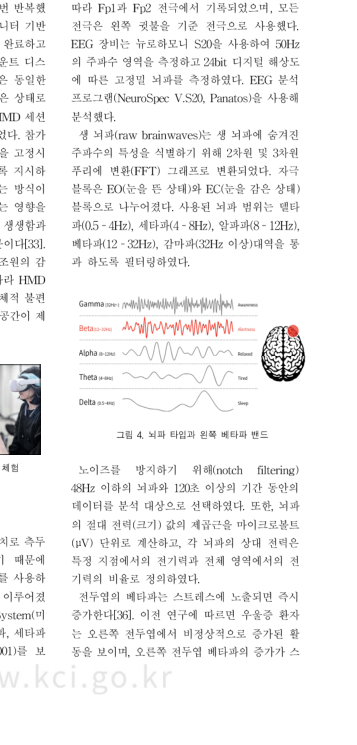 번 반복했
니터 기반
완료하고
운트 디스
은 동일한
은 상태로
HMD 세션
었다. 참가
을 고정시
록 지시하
는 방식이
는 영향을
생생함과
문이다[33].
조원의 감
따라 HMD
체적 불편
공간이 제
체험
치로 측두
기 때문에
를 사용하
이루어졌
System(미
파, 세타파
001)를 보
따라 Fp1과 Fp2 전극에서 기록되었으며, 모든
전극은 왼쪽 귓불을 기준 전극으로 사용했다.
EEG 장비는 뉴로하모니 S20을 사용하여 50Hz
의 주파수 영역을 측정하고 24bit 디지털 해상도
에 따른 고정밀 뇌파를 측정하였다. EEG 분석
프로그램(NeuroSpec V.S20, Panatos)을 사용해
분석했다.
생 뇌파(raw brainwaves)는 생 뇌파에 숨겨진
주파수의 특성을 식별하기 위해 2차원 및 3차원
푸리에 변환(FFT) 그래프로 변환되었다. 자극
블록은 EO(눈을 뜬 상태)와 EC(눈을 감은 상태)
블록으로 나누어졌다. 사용된 뇌파 범위는 델타
파(0.5 - 4Hz), 세타파(4 - 8Hz), 알파파(8 - 12Hz),
베타파(12 - 32Hz), 감마파(32Hz 이상)대역을 통
과 하도록 필터링하였다.
Gamma (32Hz~) Awareness
Beta (12~32Hz) Alertness
Alpha (8~12Hz) Relaxed
Theta (4~8Hz) Tired
Delta (0.5~4Hz) Sleep
그림 4. 뇌파 타입과 왼쪽 베타파 밴드
노이즈를 방지하기 위해(notch filtering)
48Hz 이하의 뇌파와 120초 이상의 기간 동안의
데이터를 분석 대상으로 선택하였다. 또한, 뇌파
의 절대 전력(크기) 값의 제곱근을 마이크로볼트
(μV) 단위로 계산하고, 각 뇌파의 상대 전력은
특정 지점에서의 전기력과 전체 영역에서의 전
기력의 비율로 정의하였다.
전두엽의 베타파는 스트레스에 노출되면 즉시
증가한다[36]. 이전 연구에 따르면 우울증 환자
는 오른쪽 전두엽에서 비정상적으로 증가된 활
동을 보이며, 오른쪽 전두엽 베타파의 증가가 스
w.kci.go.kr